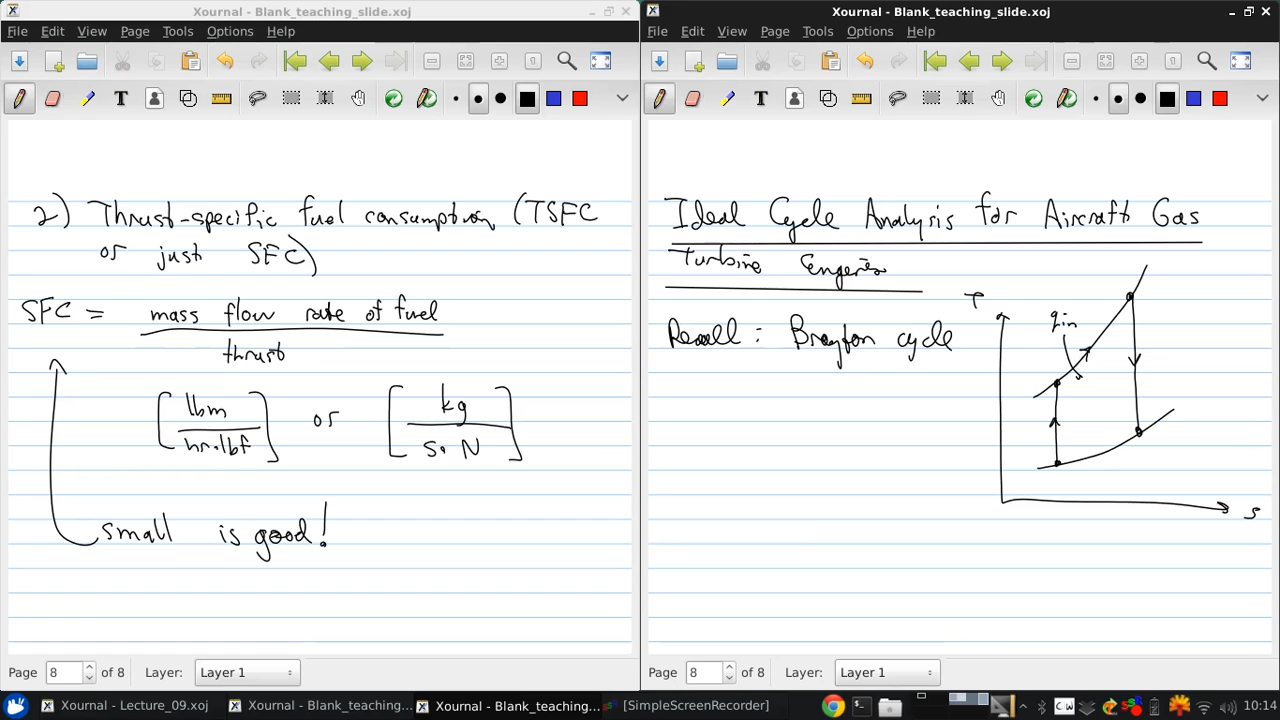 Xournal - Blank_teaching_slide.xoj
File Edit View Page Tools Options Help
2) Thrust-specific fuel consumption (TSFC
or just SFC)
SFC = mass flow rate of fuel
thrust
[lbm
hr.lbf] or [kg
s. N]
small is good!
Page 8 of 8 Layer: Layer 1
Xournal - Blank_teaching_slide.xoj
File Edit View Page Tools Options Help
Ideal Cycle Analysis for Aircraft Gas
Turbine Engines
Recall : Brayton cycle
T
qin
s
Page 8 of 8 Layer: Layer 1
Xournal - Lecture_09.xoj Xournal - Blank_teaching... Xournal - Blank_teaching... [SimpleScreenRecorder] 10:14